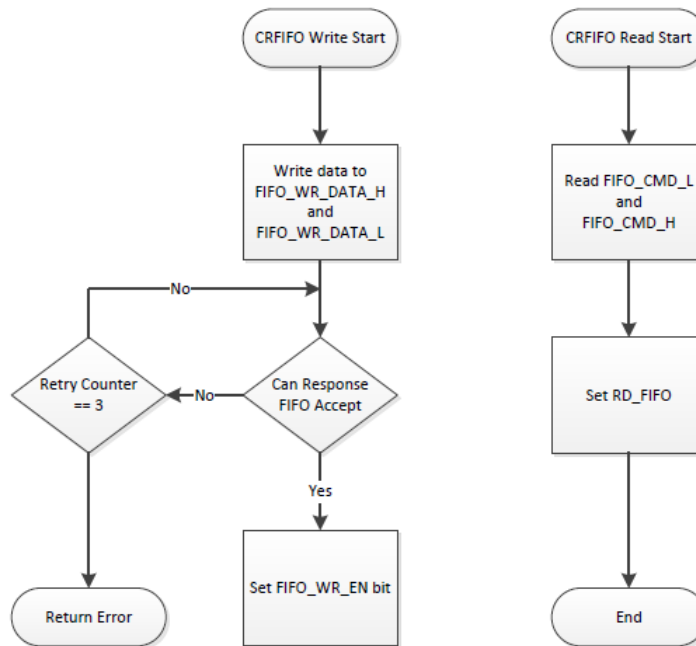 CRFIFO Write Start
Write data to
FIFO_WR_DATA_H
and
FIFO_WR_DATA_L
No
Retry Counter
== 3
No
Can Response
FIFO Accept
Yes
Return Error
Set FIFO_WR_EN bit
CRFIFO Read Start
Read FIFO_CMD_L
and
FIFO_CMD_H
Set RD_FIFO
End